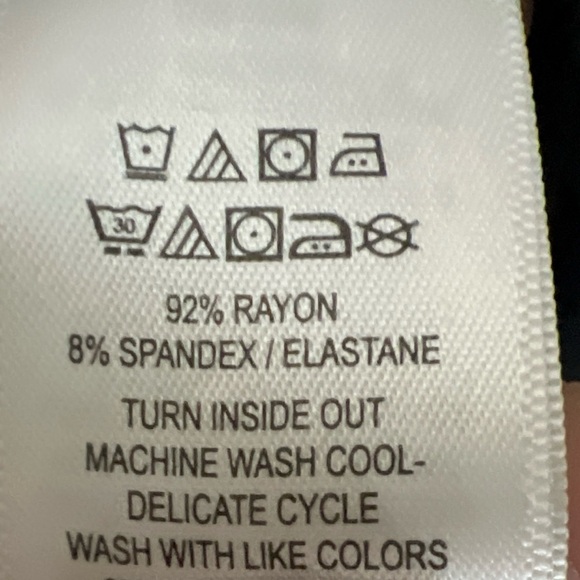 30
92% RAYON
8% SPANDEX / ELASTANE
TURN INSIDE OUT
MACHINE WASH COOL-
DELICATE CYCLE
WASH WITH LIKE COLORS